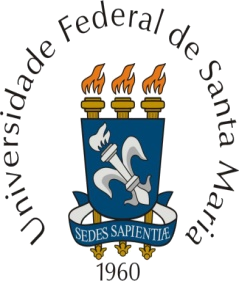 Universidade Federal de Santa Maria
SEDES SAPIENTIÆ
1960